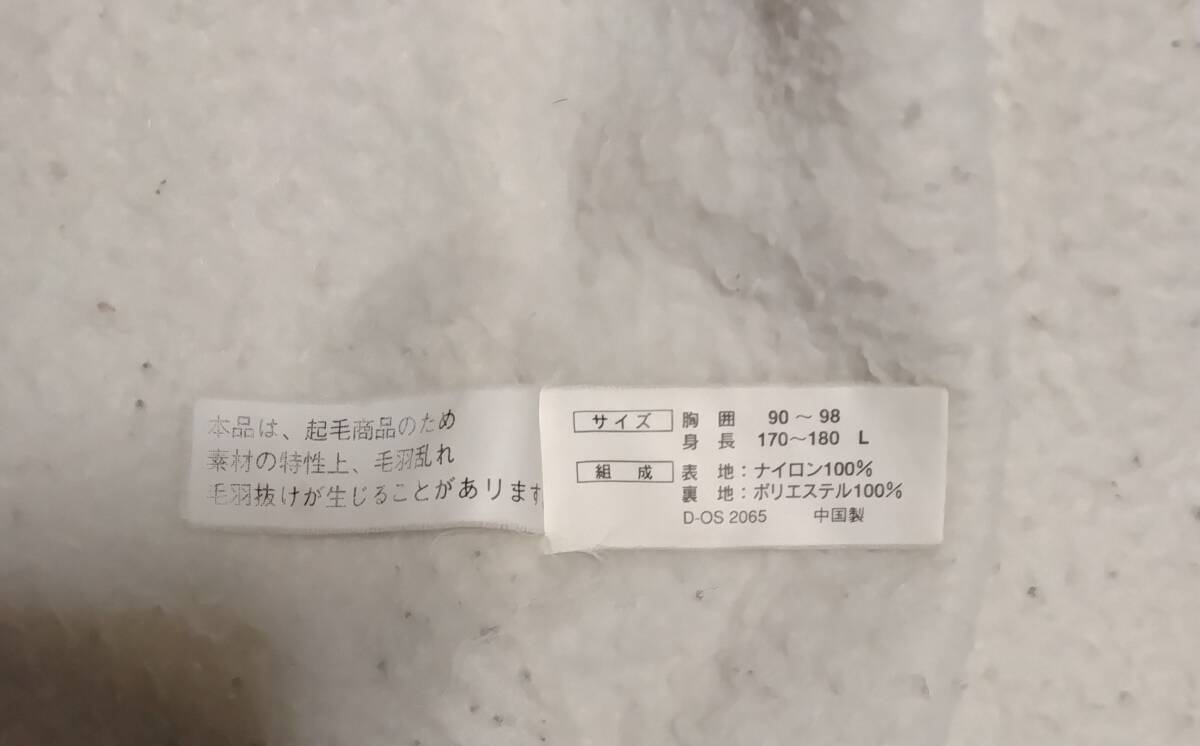 本品は、起毛商品のため
素材の特性上、毛羽乱れ
毛羽抜けが生じることがあります
サイズ 胸囲 90～98
身長 170～180 L
組成 表地：ナイロン100%
裏地：ポリエステル100%
D-OS 2065 中国製